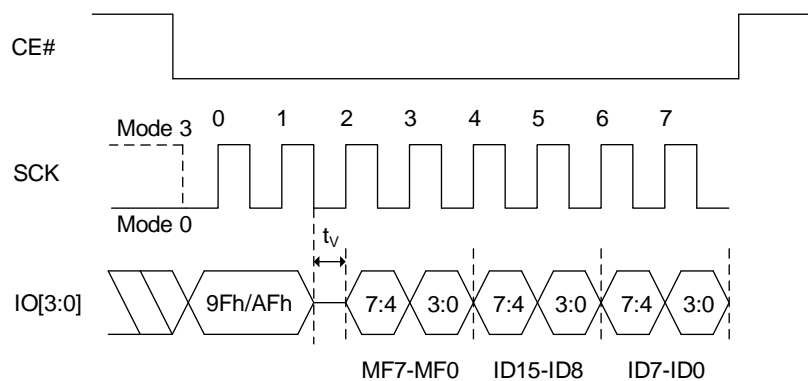 CE#
0 1 2 3 4 5 6 7
Mode 3
SCK
Mode 0
tV
IO[3:0] 9Fh/AFh 7:4 3:0 7:4 3:0 7:4 3:0
MF7-MF0 ID15-ID8 ID7-ID0